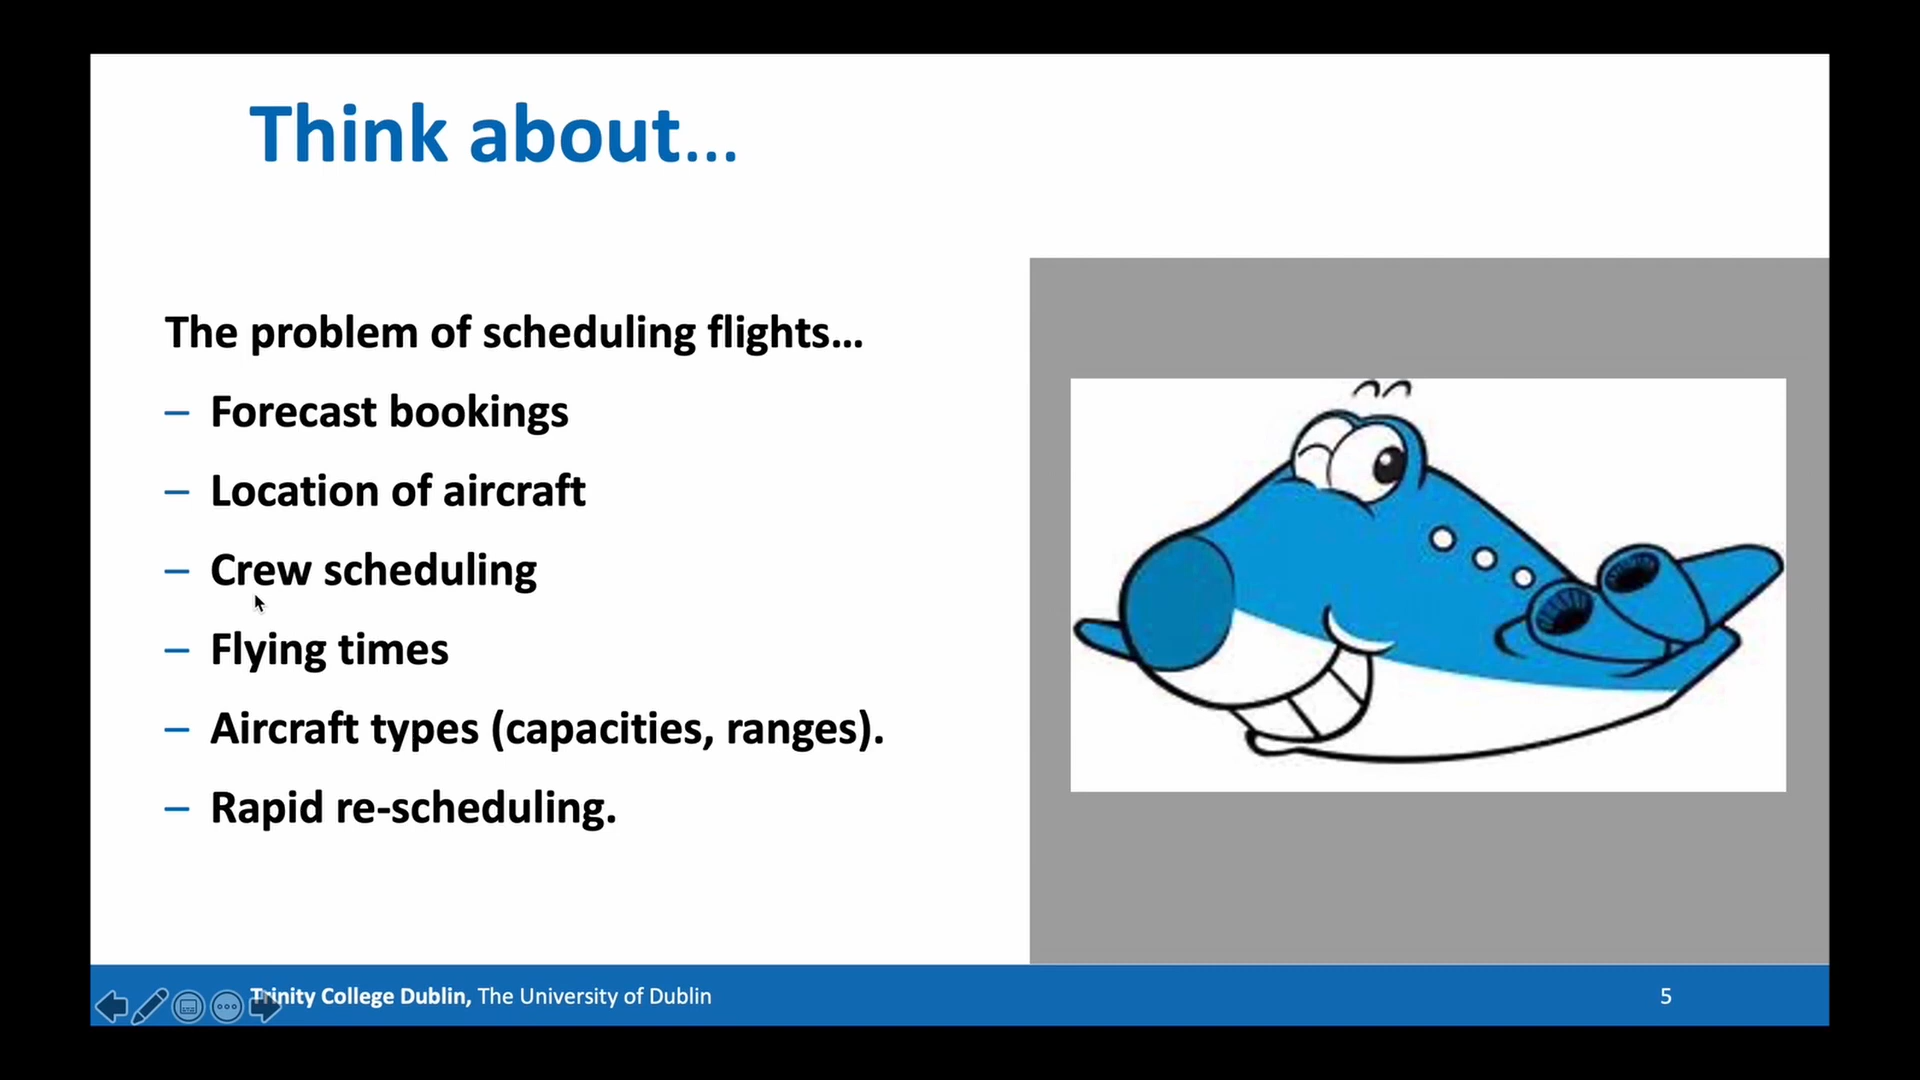 Think about...
The problem of scheduling flights...
– Forecast bookings
– Location of aircraft
– Crew scheduling
– Flying times
– Aircraft types (capacities, ranges).
– Rapid re-scheduling.
Trinity College Dublin, The University of Dublin
5